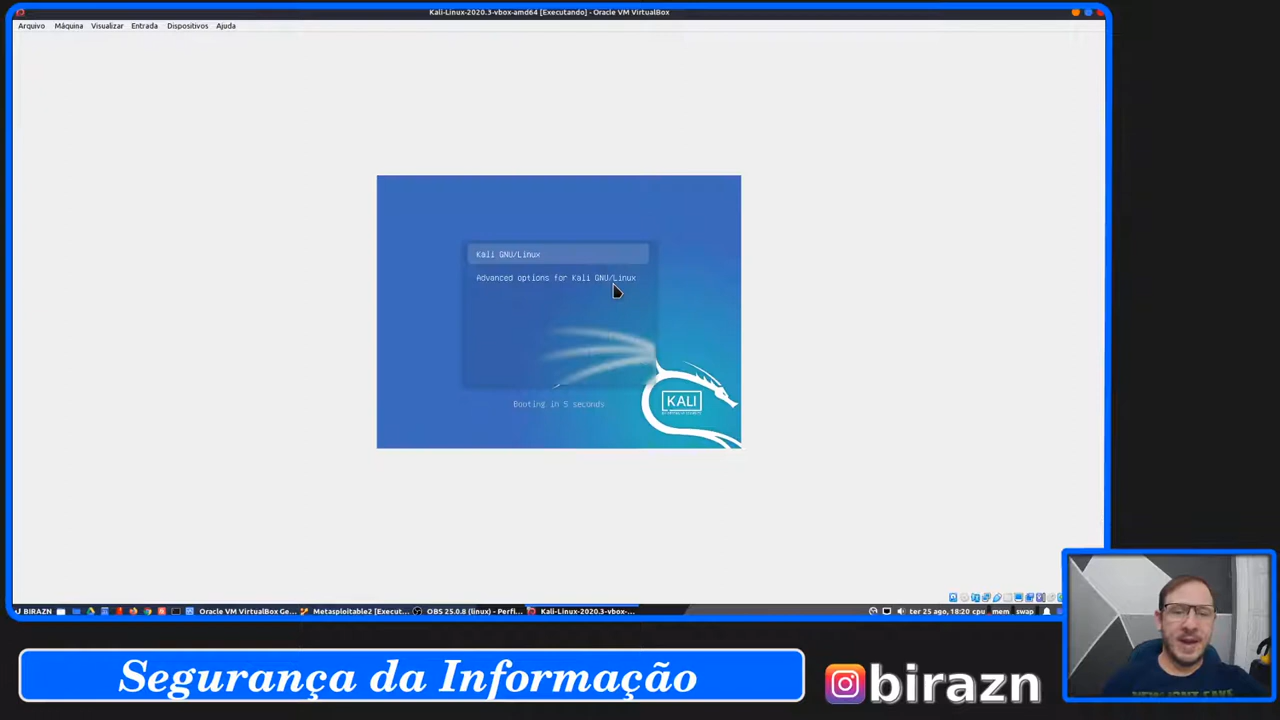 Kali-Linux-2020.3-vbox-amd64 [Executando] - Oracle VM VirtualBox
Arquivo Máquina Visualizar Entrada Dispositivos Ajuda
Kali GNU/Linux
Advanced options for Kali GNU/Linux
KALI
Booting in 5 seconds
BIRAZN Oracle VM VirtualBox Ge... Metasploitable2 [Execut... OBS 25.0.8 (linux) - Perfi... Kali-Linux-2020.3-vbox-... ter 25 ago, 18:20 cpu mem swap
Segurança da Informação
birazn